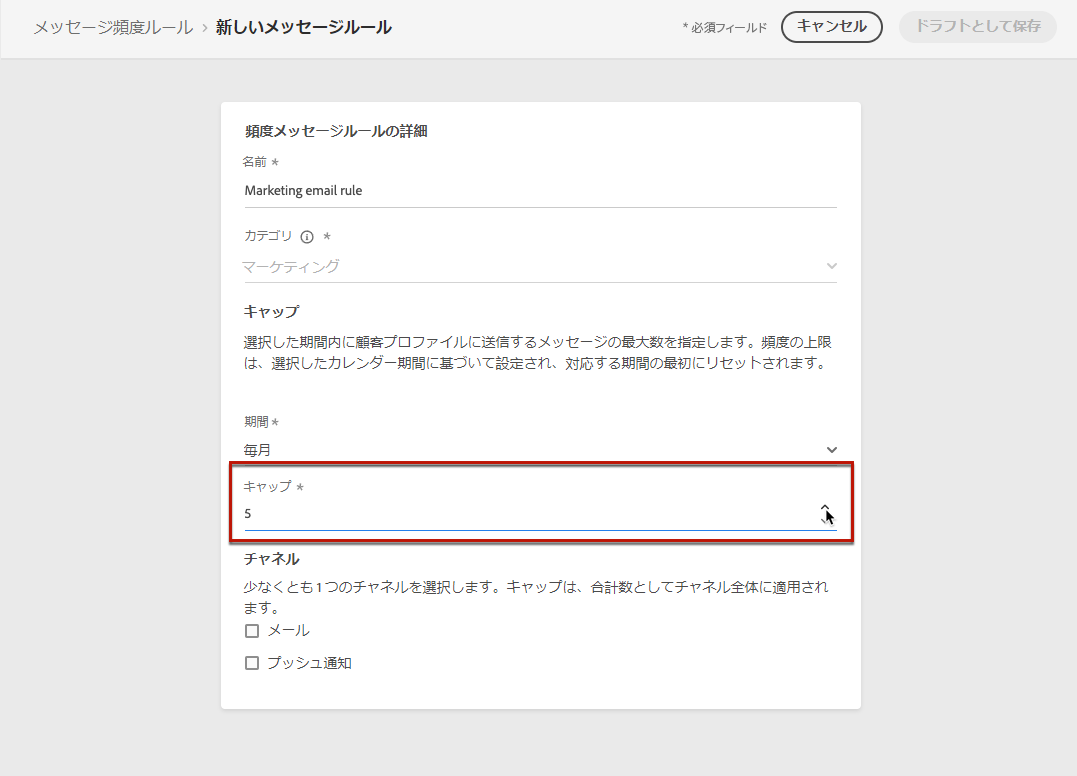 メッセージ頻度ルール › 新しいメッセージルール
* 必須フィールド
キャンセル
ドラフトとして保存
頻度メッセージルールの詳細
名前 *
Marketing email rule
カテゴリ *
マーケティング
キャップ
選択した期間内に顧客プロファイルに送信するメッセージの最大数を指定します。頻度の上限
は、選択したカレンダー期間に基づいて設定され、対応する期間の最初にリセットされます。
期間 *
毎月
キャップ *
5
チャネル
少なくとも 1 つのチャネルを選択します。キャップは、合計数としてチャネル全体に適用され
ます。
メール
プッシュ通知